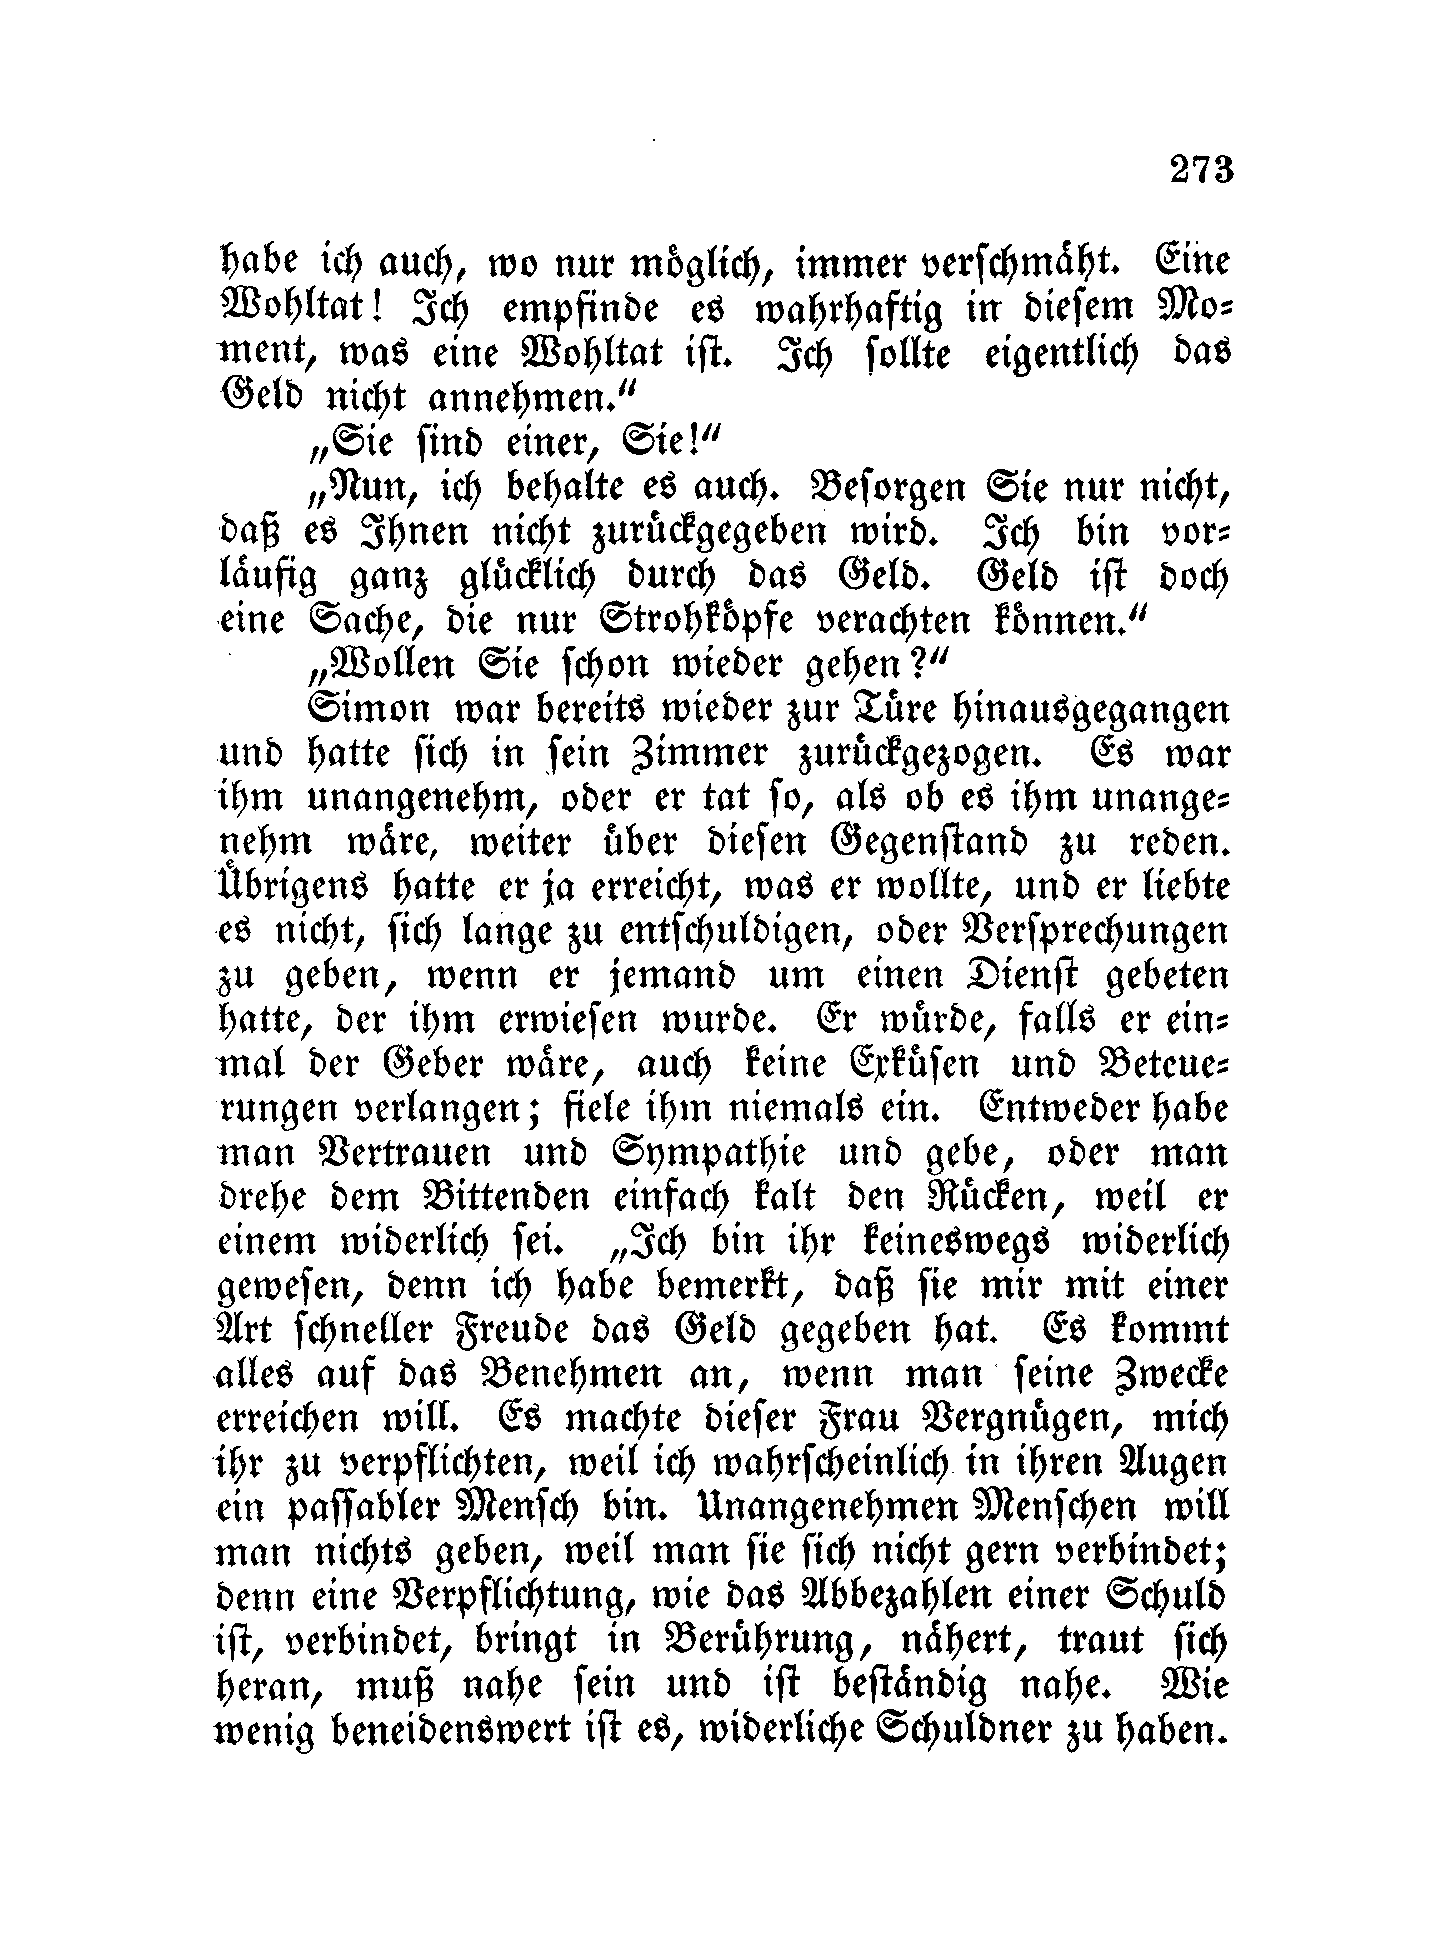 273
habe ich auch, wo nur möglich, immer verschmäht. Eine
Wohltat! Ich empfinde es wahrhaftig in diesem Mo-
ment, was eine Wohltat ist. Ich sollte eigentlich das
Geld nicht annehmen.“
„Sie sind einer, Sie!“
„Nun, ich behalte es auch. Besorgen Sie nur nicht,
daß es Ihnen nicht zurückgegeben wird. Ich bin vor-
läufig ganz glücklich durch das Geld. Geld ist doch
eine Sache, die nur Strohköpfe verachten können.“
„Wollen Sie schon wieder gehen?“
Simon war bereits wieder zur Türe hinausgegangen
und hatte sich in sein Zimmer zurückgezogen. Es war
ihm unangenehm, oder er tat so, als ob es ihm unange-
nehm wäre, weiter über diesen Gegenstand zu reden.
Übrigens hatte er ja erreicht, was er wollte, und er liebte
es nicht, sich lange zu entschuldigen, oder Versprechungen
zu geben, wenn er jemand um einen Dienst gebeten
hatte, der ihm erwiesen wurde. Er würde, falls er ein-
mal der Geber wäre, auch keine Exküsen und Beteue-
rungen verlangen; fiele ihm niemals ein. Entweder habe
man Vertrauen und Sympathie und gebe, oder man
drehe dem Bittenden einfach kalt den Rücken, weil er
einem widerlich sei. „Ich bin ihr keineswegs widerlich
gewesen, denn ich habe bemerkt, daß sie mir mit einer
Art schneller Freude das Geld gegeben hat. Es kommt
alles auf das Benehmen an, wenn man seine Zwecke
erreichen will. Es machte dieser Frau Vergnügen, mich
ihr zu verpflichten, weil ich wahrscheinlich in ihren Augen
ein passabler Mensch bin. Unangenehmen Menschen will
man nichts geben, weil man sie sich nicht gern verbindet;
denn eine Verpflichtung, wie das Abbezahlen einer Schuld
ist, verbindet, bringt in Berührung, nähert, traut sich
heran, muß nahe sein und ist beständig nahe. Wie
wenig beneidenswert ist es, widerliche Schuldner zu haben.